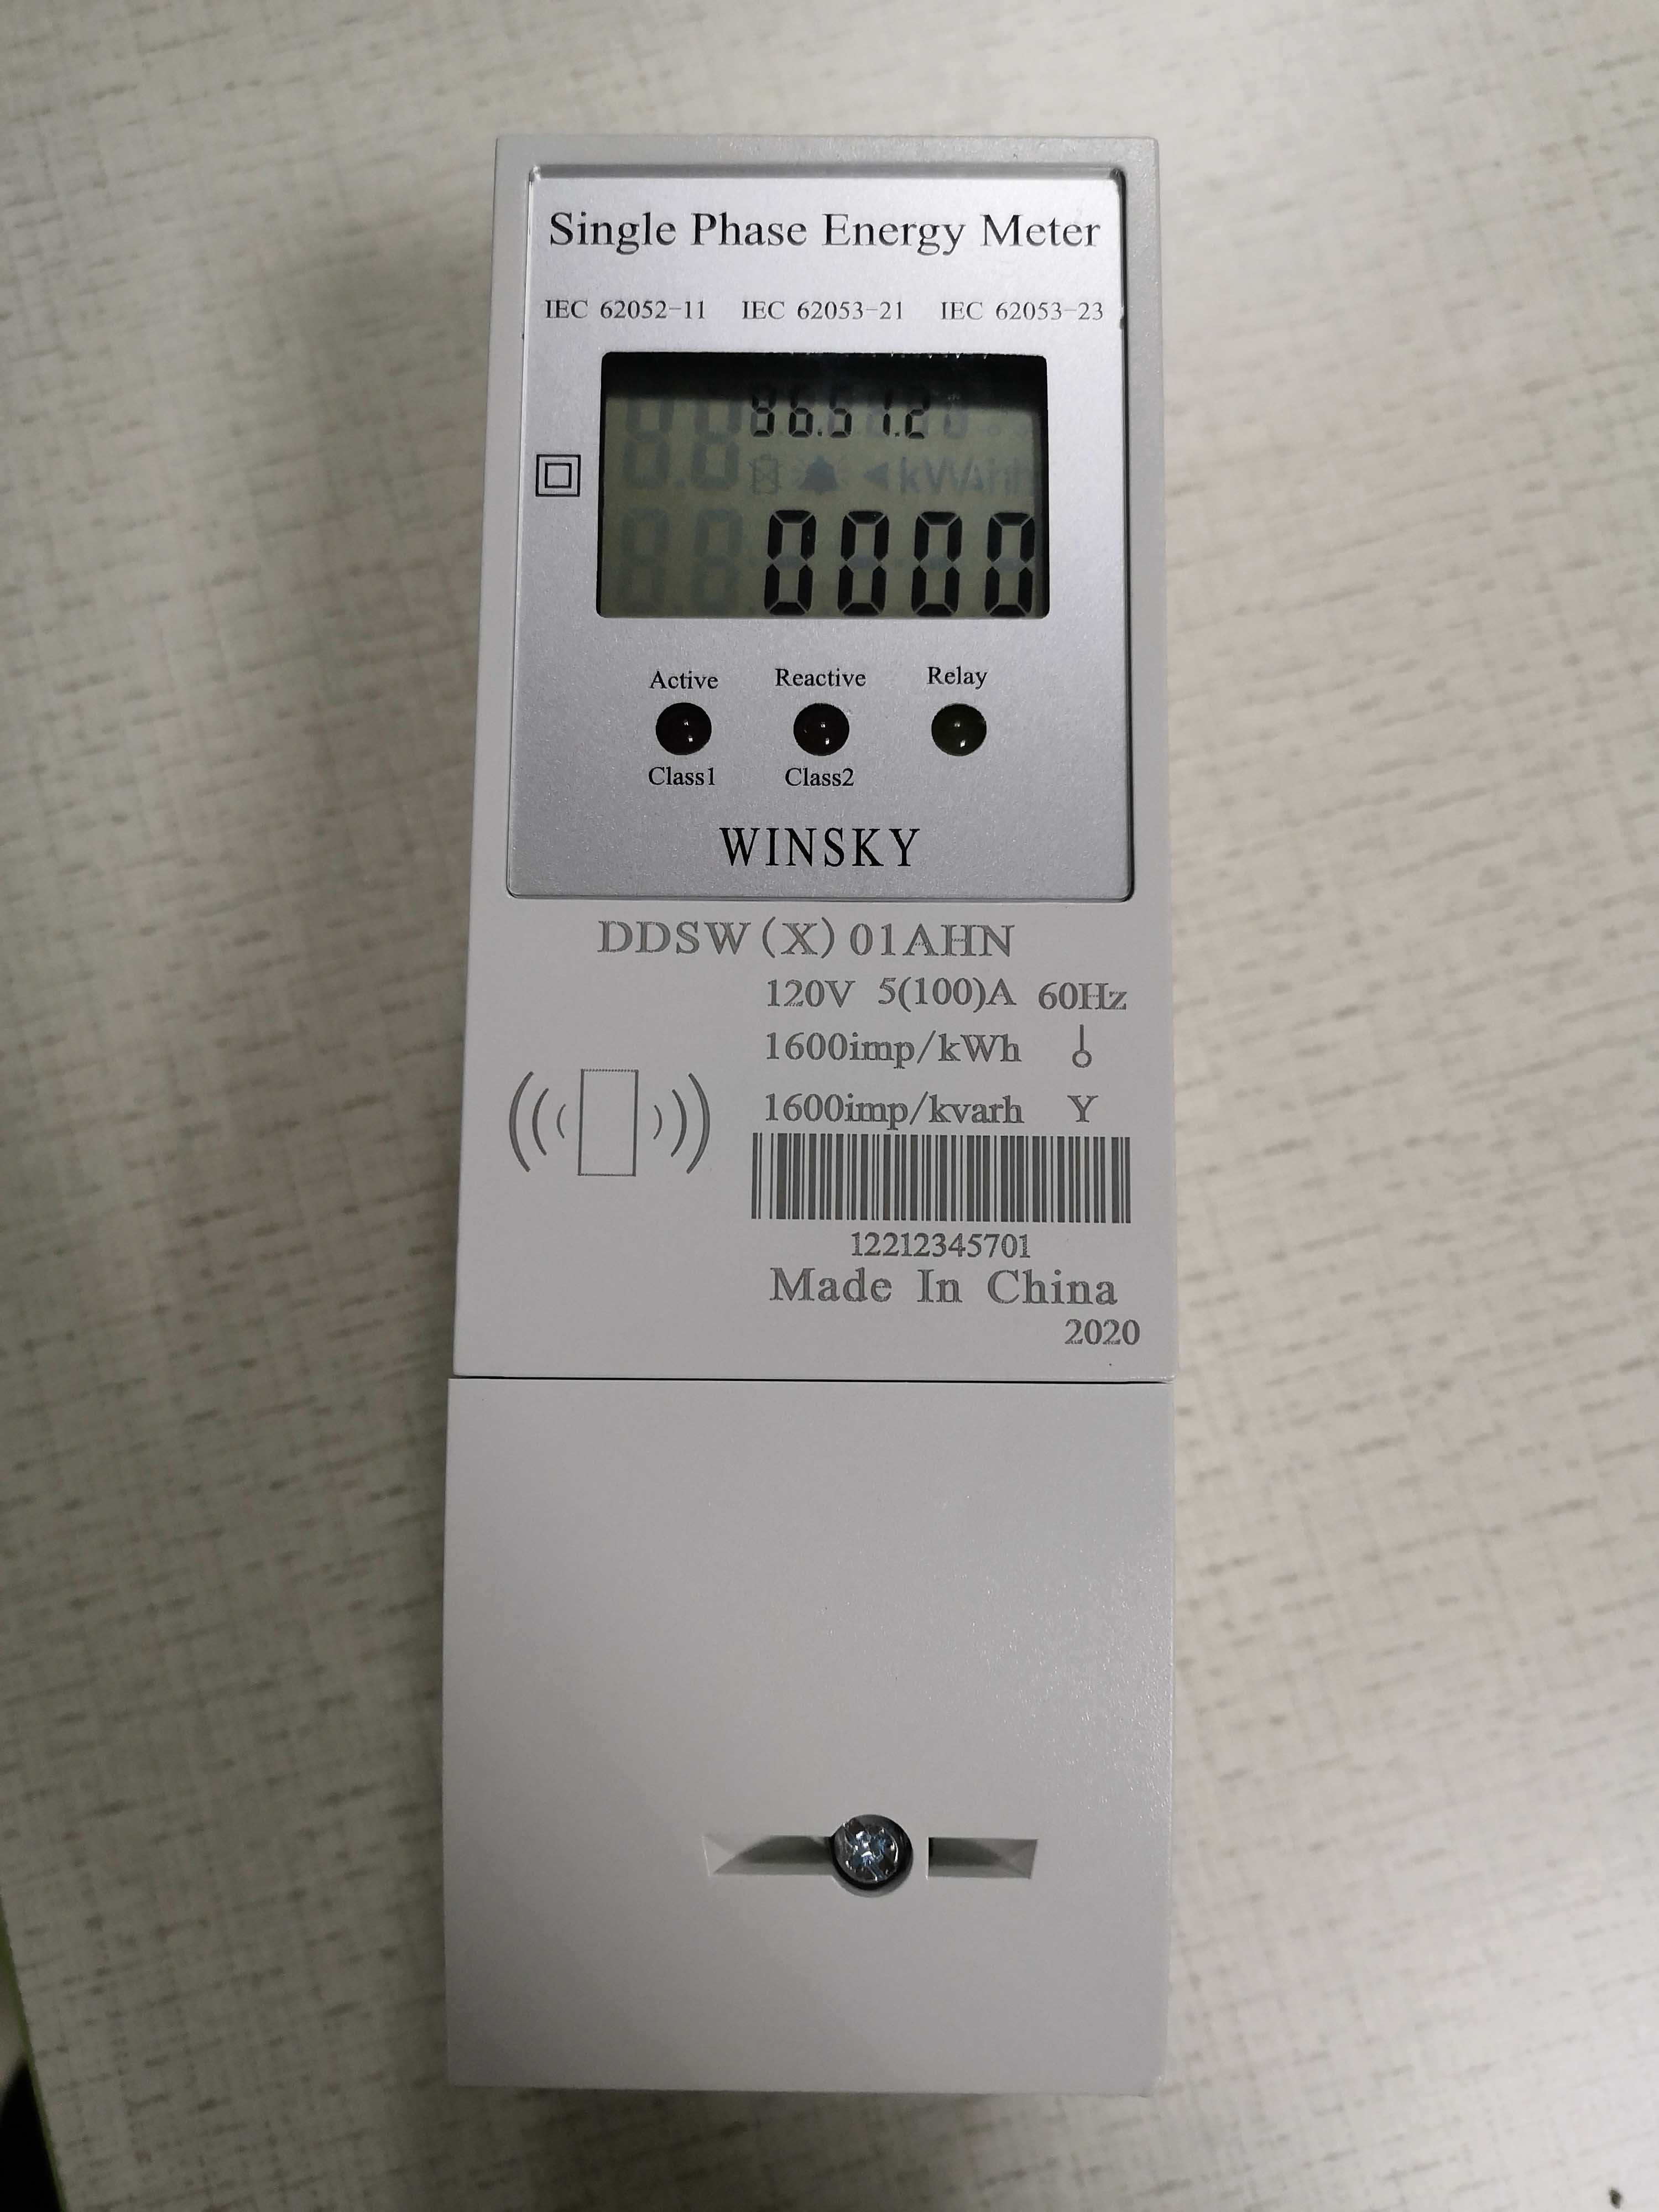 Single Phase Energy Meter
IEC 62052-11 IEC 62053-21 IEC 62053-23
0000
Active Reactive Relay
Class1 Class2
WINSKY
DDSW(X)01AHN
120V 5(100)A 60Hz
1600imp/kWh
1600imp/kvarh Y
12212345701
Made In China
2020